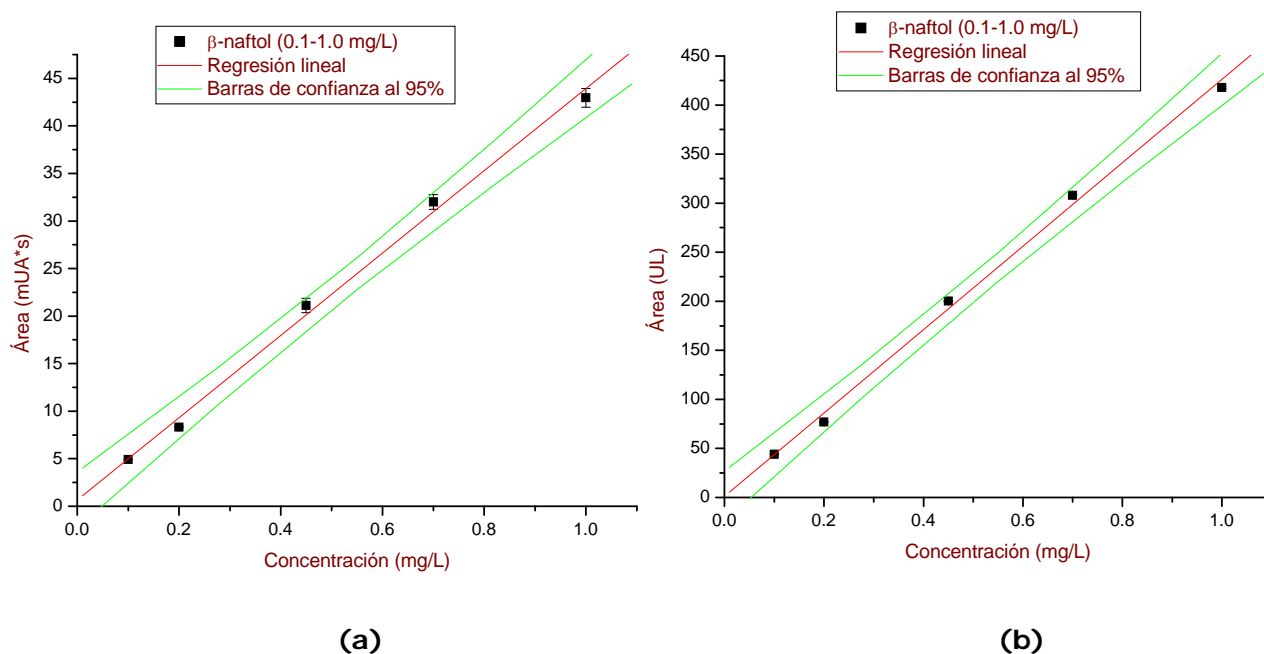 β-naftol (0.1-1.0 mg/L)
Regresión lineal
Barras de confianza al 95%
45
40
35
30
25
20
15
10
5
0
Área (mUA*s)
0.0 0.2 0.4 0.6 0.8 1.0
Concentración (mg/L)
(a)
β-naftol (0.1-1.0 mg/L)
Regresión lineal
Barras de confianza al 95%
450
400
350
300
250
200
150
100
50
0
Área (UL)
0.0 0.2 0.4 0.6 0.8 1.0
Concentración (mg/L)
(b)